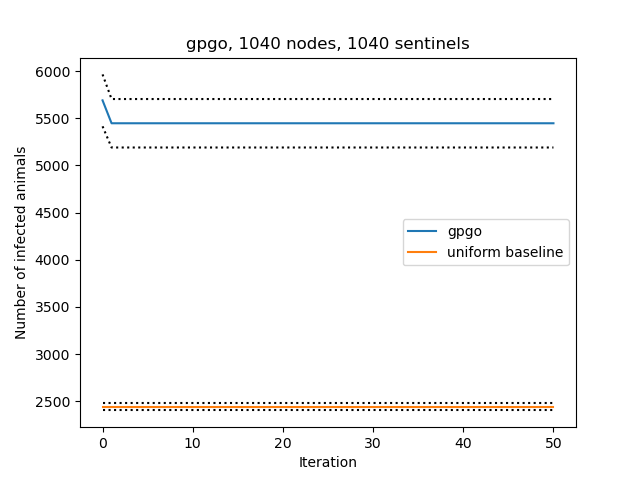 gpgo, 1040 nodes, 1040 sentinels
Number of infected animals
6000
5500
5000
4500
4000
3500
3000
2500
gpgo
uniform baseline
0 10 20 30 40 50
Iteration